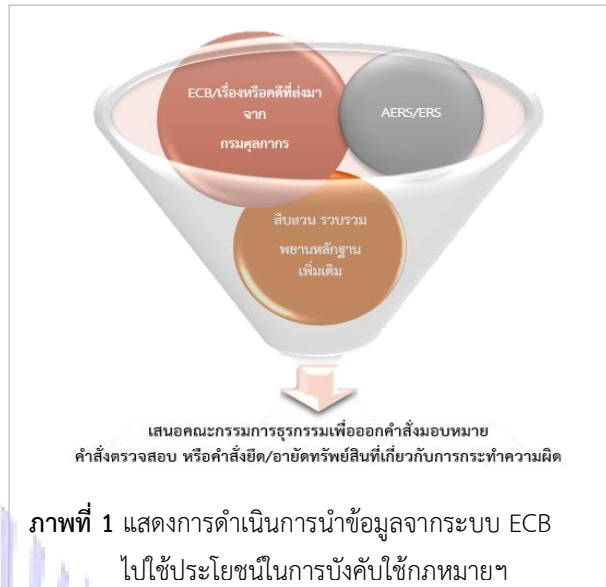 ECB/เรื่องหรือคดีที่ส่งมา
จาก
กรมศุลกากร
AERS/ERS
สืบสวน รวบรวม
พยานหลักฐาน
เพิ่มเติม
เสนอคณะกรรมการธุรกรรมเพื่อออกคำสั่งมอบหมาย
คำสั่งตรวจสอบ หรือคำสั่งยึด/อายัดทรัพย์สินที่เกี่ยวกับการกระทำความผิด
ภาพที่ 1 แสดงการดำเนินการนำข้อมูลจากระบบ ECB
ไปใช้ประโยชน์ในการบังคับใช้กฎหมายฯ